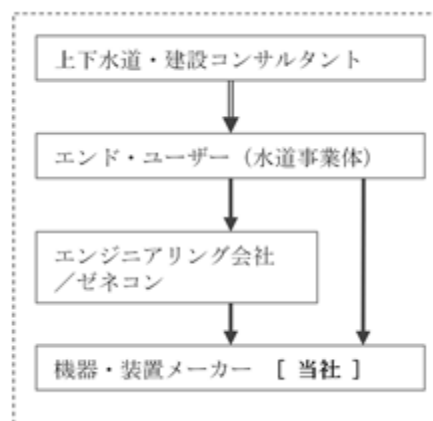 上下水道・建設コンサルタント
エンド・ユーザー（水道事業体）
エンジニアリング会社
／ゼネコン
機器・装置メーカー ［ 当社 ］